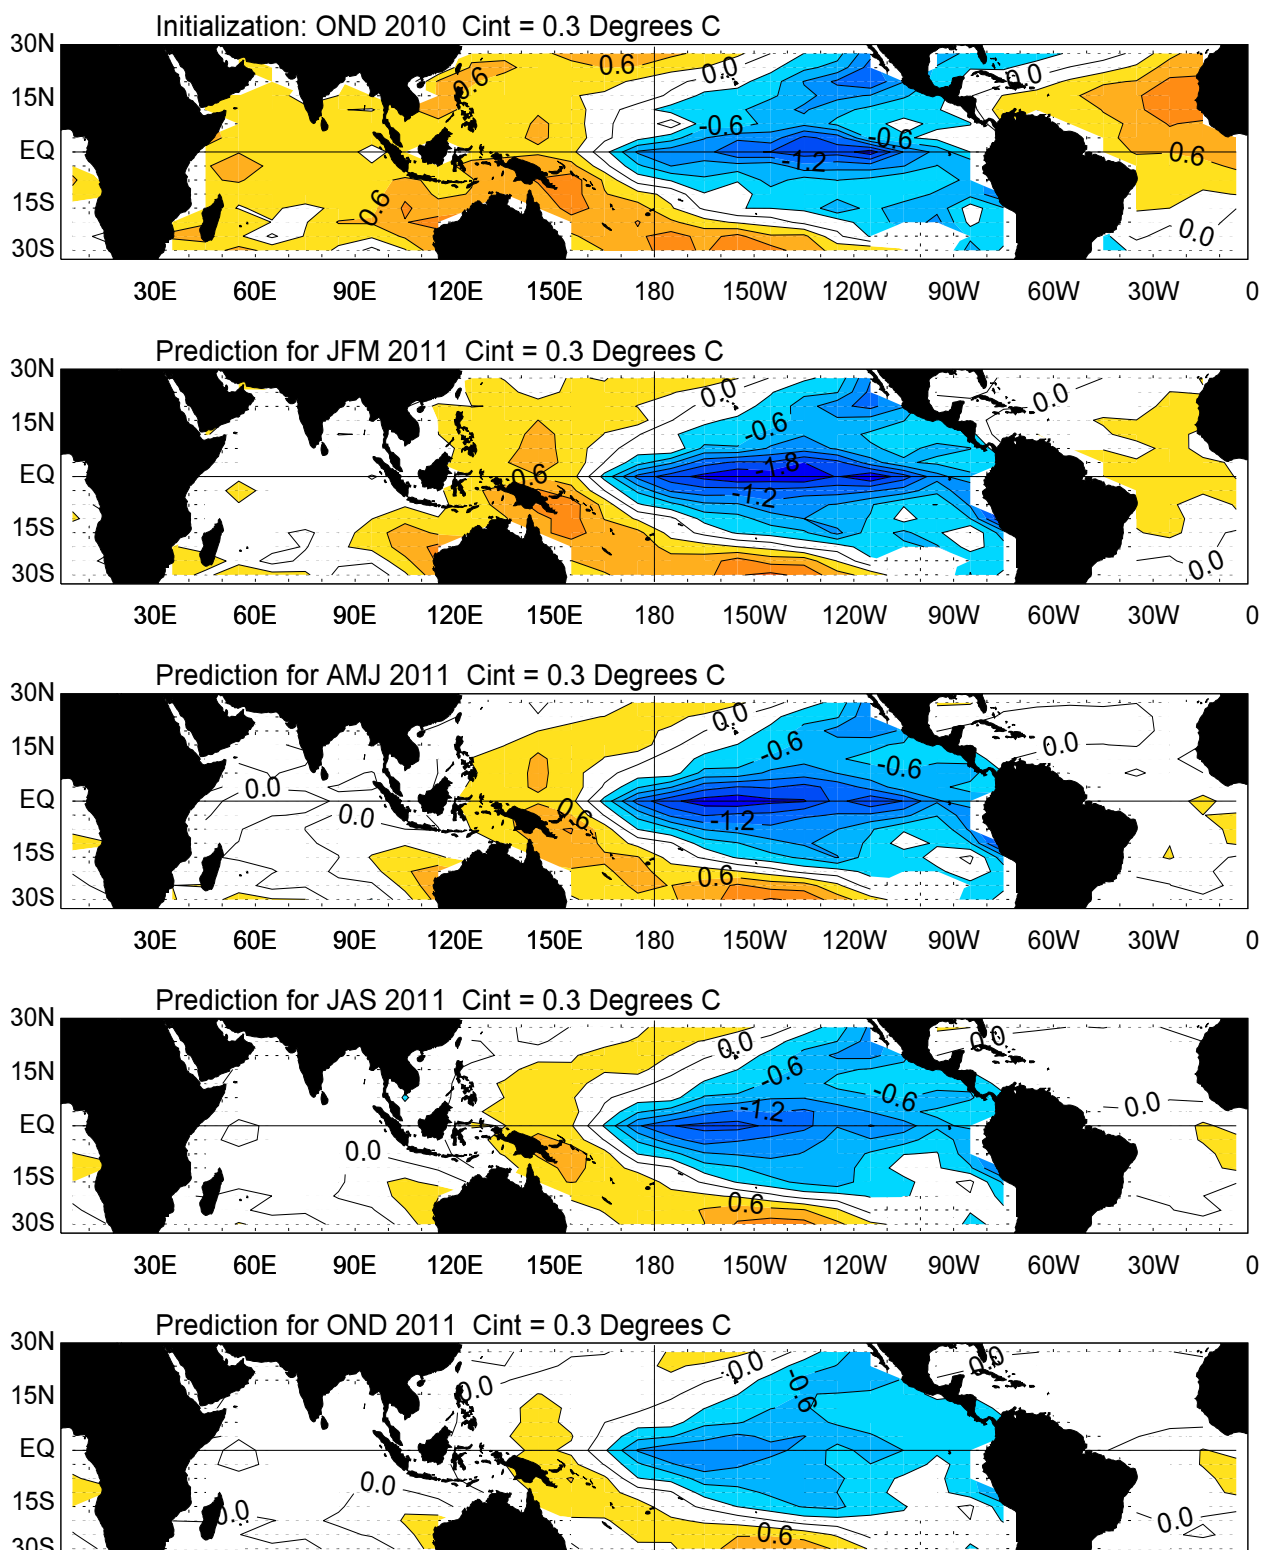 Initialization: OND 2010 Cint = 0.3 Degrees C
30N
15N
EQ
15S
30S
0.6
0.6
0.0
0.0
-0.6
-0.6
-1.2
0.6
0.6
0.0
30E 60E 90E 120E 150E 180 150W 120W 90W 60W 30W 0
Prediction for JFM 2011 Cint = 0.3 Degrees C
30N
15N
EQ
15S
30S
0.0
0.0
-0.6
-1.8
0.6
-1.2
0.0
30E 60E 90E 120E 150E 180 150W 120W 90W 60W 30W 0
Prediction for AMJ 2011 Cint = 0.3 Degrees C
30N
15N
EQ
15S
30S
0.0
-0.6
0.0
-0.6
0.0
0.0
0.6
-1.2
0.6
30E 60E 90E 120E 150E 180 150W 120W 90W 60W 30W 0
Prediction for JAS 2011 Cint = 0.3 Degrees C
30N
15N
EQ
15S
30S
0.0
0.0
-0.6
-0.6
-1.2
0.0
0.0
0.6
30E 60E 90E 120E 150E 180 150W 120W 90W 60W 30W 0
Prediction for OND 2011 Cint = 0.3 Degrees C
30N
15N
EQ
15S
30S
0.0
0.0
0.0
-0.6
0.0
0.0
0.0
0.6